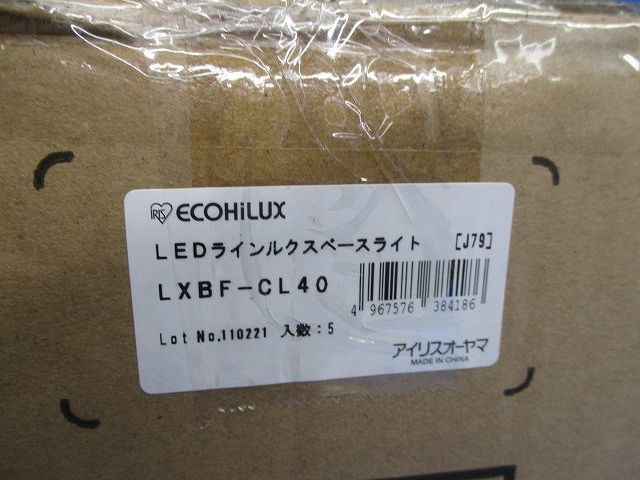 IRIS ECOHiLUX
LEDラインルクスベースライト [J79]
LXBF-CL40
4 967576 384186
Lot No.110221 入数:5
アイリスオーヤマ
MADE IN CHINA